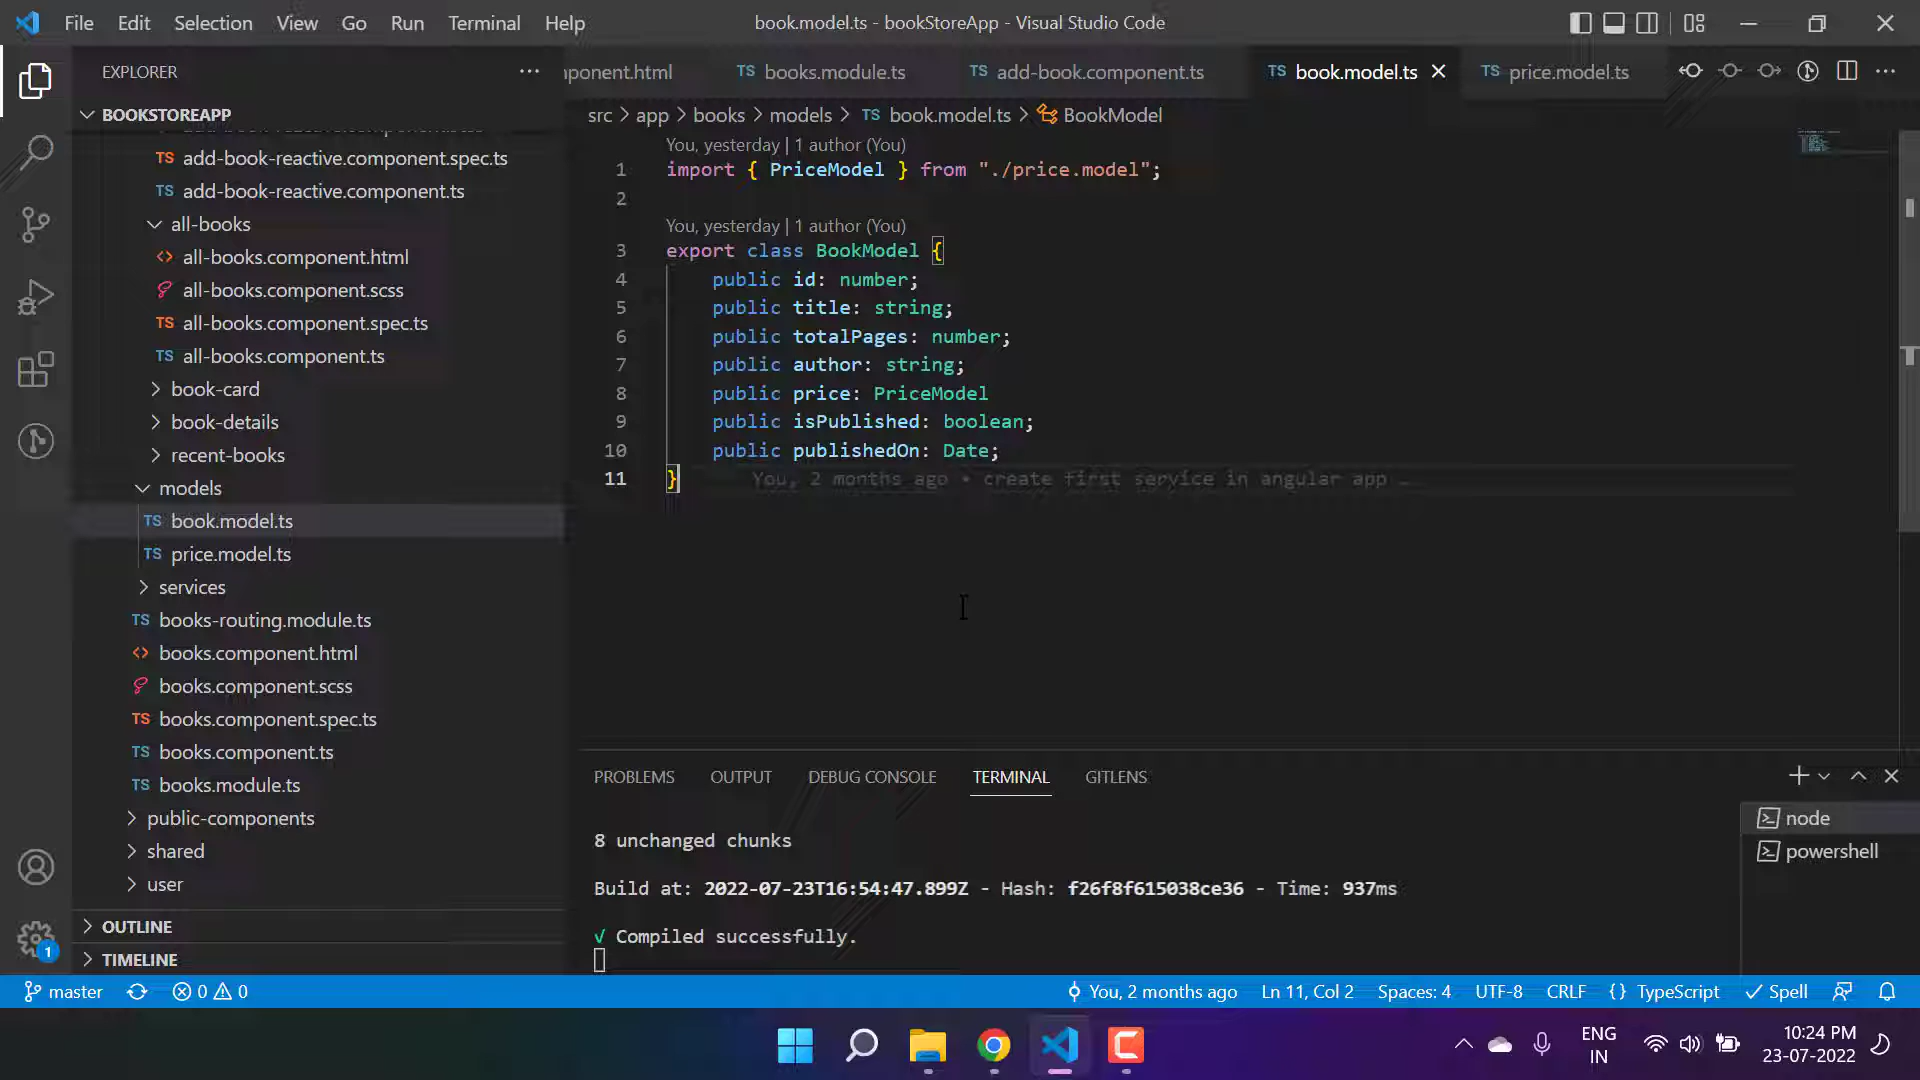 File Edit Selection View Go Run Terminal Help
book.model.ts - bookStoreApp - Visual Studio Code
EXPLORER
BOOKSTOREAPP
add-book-reactive.component.spec.ts
add-book-reactive.component.ts
all-books
all-books.component.html
all-books.component.scss
all-books.component.spec.ts
all-books.component.ts
book-card
book-details
recent-books
models
book.model.ts
price.model.ts
services
books-routing.module.ts
books.component.html
books.component.scss
books.component.spec.ts
books.component.ts
books.module.ts
public-components
shared
user
OUTLINE
TIMELINE
ponent.html
TS books.module.ts
TS add-book.component.ts
TS book.model.ts
TS price.model.ts
src > app > books > models > TS book.model.ts > BookModel
You, yesterday | 1 author (You)
1 import { PriceModel } from "./price.model";
2
You, yesterday | 1 author (You)
3 export class BookModel {
4 public id: number;
5 public title: string;
6 public totalPages: number;
7 public author: string;
8 public price: PriceModel
9 public isPublished: boolean;
10 public publishedOn: Date;
11 } You, 2 months ago • create first service in angular app …
PROBLEMS OUTPUT DEBUG CONSOLE TERMINAL GITLENS
8 unchanged chunks
Build at: 2022-07-23T16:54:47.899Z - Hash: f26f8f615038ce36 - Time: 937ms
√ Compiled successfully.
node
powershell
master 0 0
You, 2 months ago Ln 11, Col 2 Spaces: 4 UTF-8 CRLF {} TypeScript Spell
1
ENG
IN
10:24 PM
23-07-2022